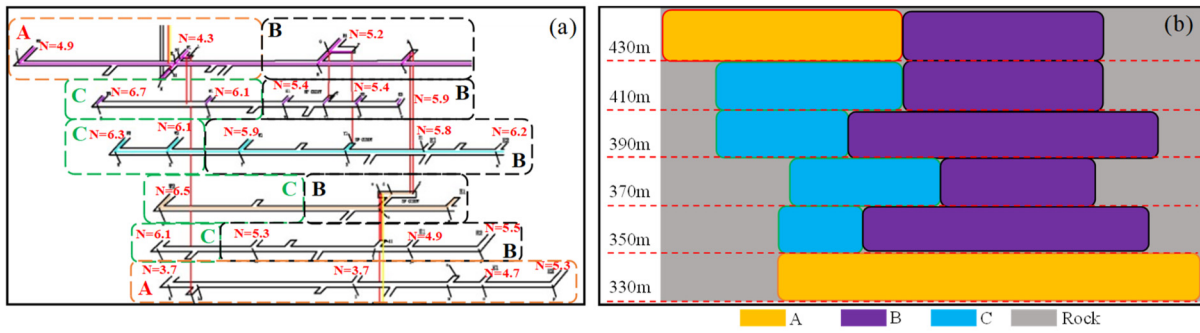 (a)
A
N=4.9
N=4.3
B
N=5.2
C
N=6.7
N=6.1
N=5.4
N=5.4
N=5.9
B
C
N=6.3
N=6.1
N=5.9
N=5.8
N=6.2
B
N=6.5
C
B
N=6.1
C
N=5.3
N=4.9
N=5.5
B
A
N=3.7
N=3.7
N=4.7
N=5.3
(b)
430m
410m
390m
370m
350m
330m
A B C Rock